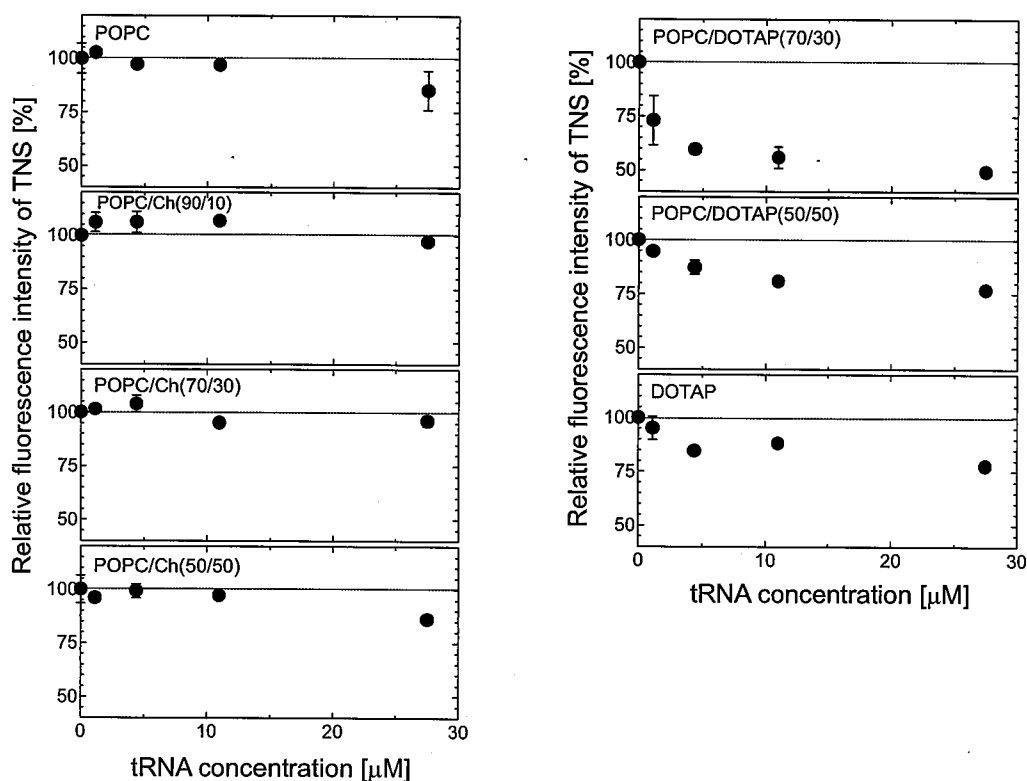 Relative fluorescence intensity of TNS [%]
POPC
100
75
50
POPC/Ch(90/10)
100
75
50
POPC/Ch(70/30)
100
75
50
POPC/Ch(50/50)
100
75
50
0 10 20 30
tRNA concentration [μM]
Relative fluorescence intensity of TNS [%]
POPC/DOTAP(70/30)
100
75
50
POPC/DOTAP(50/50)
100
75
50
DOTAP
100
75
50
0 10 20 30
tRNA concentration [μM]